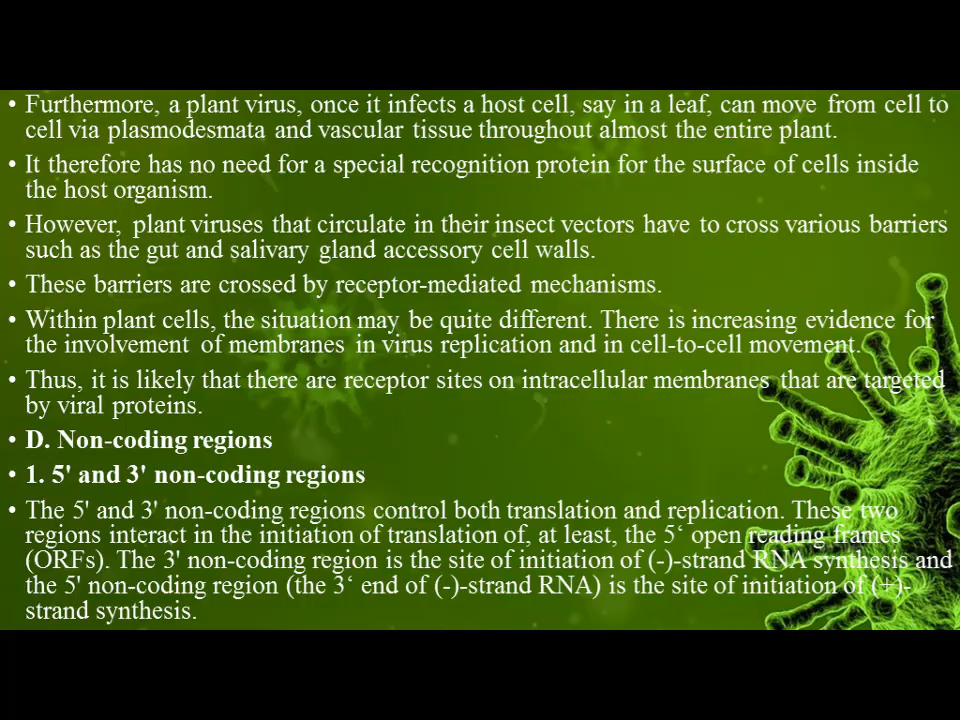 • Furthermore, a plant virus, once it infects a host cell, say in a leaf, can move from cell to
cell via plasmodesmata and vascular tissue throughout almost the entire plant.
• It therefore has no need for a special recognition protein for the surface of cells inside
the host organism.
• However, plant viruses that circulate in their insect vectors have to cross various barriers
such as the gut and salivary gland accessory cell walls.
• These barriers are crossed by receptor-mediated mechanisms.
• Within plant cells, the situation may be quite different. There is increasing evidence for
the involvement of membranes in virus replication and in cell-to-cell movement.
• Thus, it is likely that there are receptor sites on intracellular membranes that are targeted
by viral proteins.
• D. Non-coding regions
• 1. 5' and 3' non-coding regions
• The 5' and 3' non-coding regions control both translation and replication. These two
regions interact in the initiation of translation of, at least, the 5‘ open reading frames
(ORFs). The 3' non-coding region is the site of initiation of (-)-strand RNA synthesis and
the 5' non-coding region (the 3‘ end of (-)-strand RNA) is the site of initiation of (+)-
strand synthesis.